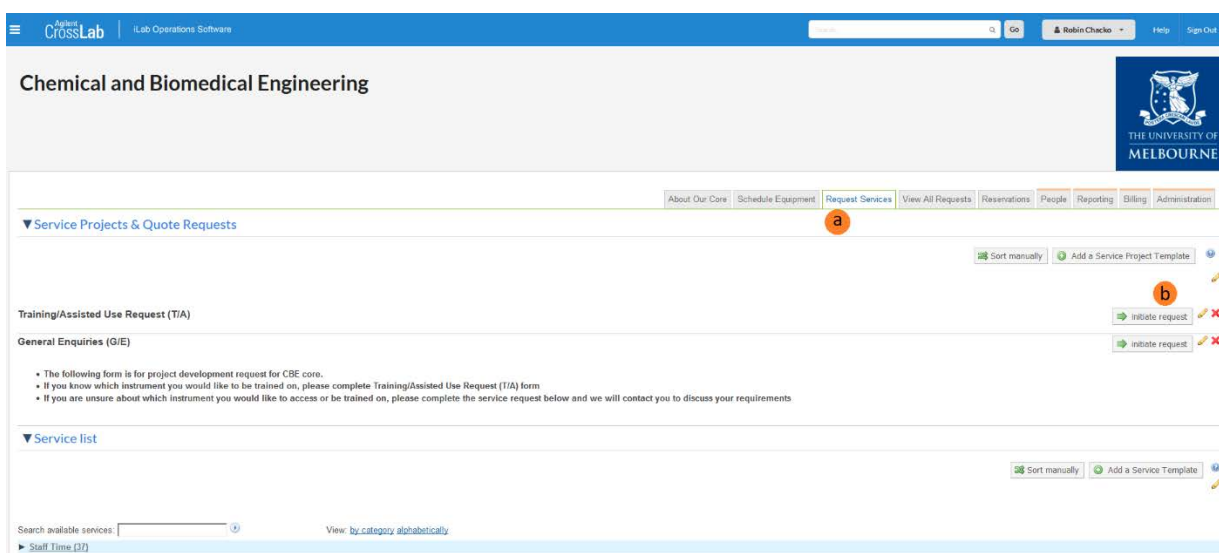 Agilent
CrossLab
iLab Operations Software
Go
Robin Chacko
Help
Sign Out
Chemical and Biomedical Engineering
THE UNIVERSITY OF
MELBOURNE
About Our Core Schedule Equipment Request Services View All Requests Reservations People Reporting Billing Administration
a
▼Service Projects & Quote Requests
Sort manually Add a Service Project Template
b
Training/Assisted Use Request (T/A) initiate request
General Enquiries (G/E) initiate request
• The following form is for project development request for CBE core.
• If you know which instrument you would like to be trained on, please complete Training/Assisted Use Request (T/A) form
• If you are unsure about which instrument you would like to access or be trained on, please complete the service request below and we will contact you to discuss your requirements
▼Service list
Sort manually Add a Service Template
Search available services: View: by category alphabetically
► Staff Time (37)